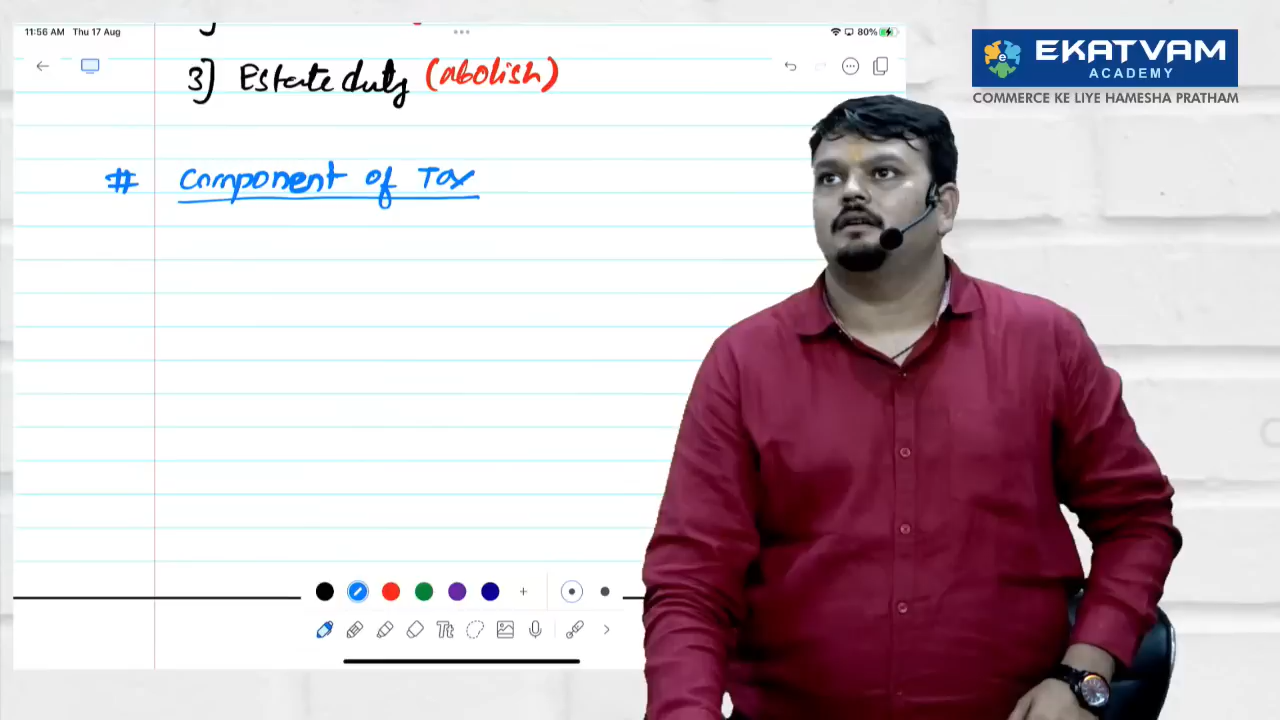 11:56 AM Thu 17 Aug
80%
3) Estate duty (abolish)
# Component of Tax
Tt
EKATVAM
ACADEMY
COMMERCE KE LIYE HAMESHA PRATHAM